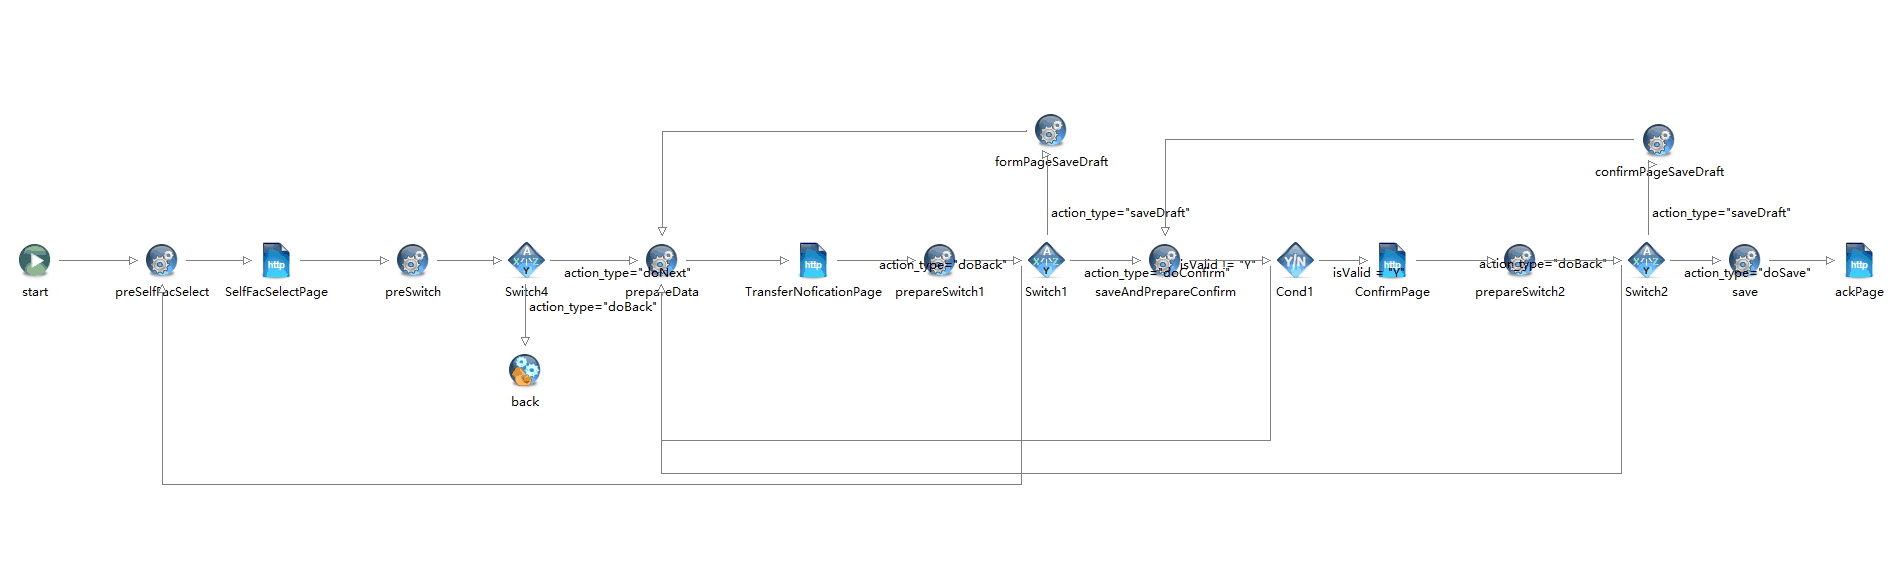 formPageSaveDraft
confirmPageSaveDraft
action_type="saveDraft"
action_type="saveDraft"
A
X Y Z
Y
http
http
A
X Y Z
Y
Y/N
http
A
X Y Z
Y
http
action_type="doNext"
action_type="doBack"
action_type="doConfirm"
isValid != "Y"
isValid = "Y"
action_type="doBack"
action_type="doSave"
start
preSelfFacSelect
SelfFacSelectPage
preSwitch
Switch4
prepareData
TransferNoficationPage
prepareSwitch1
Switch1
saveAndPrepareConfirm
Cond1
ConfirmPage
prepareSwitch2
Switch2
save
ackPage
action_type="doBack"
back